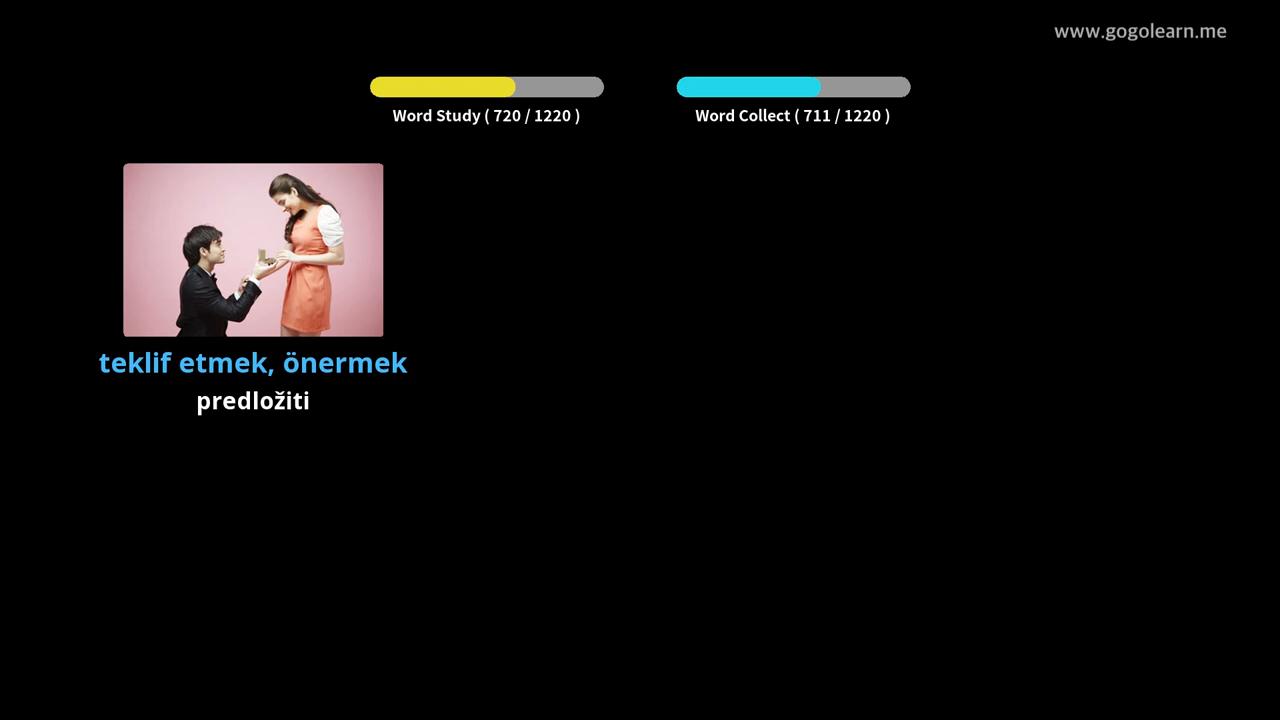 www.gogolearn.me
Word Study ( 720 / 1220 )
Word Collect ( 711 / 1220 )
teklif etmek, önermek
predložiti